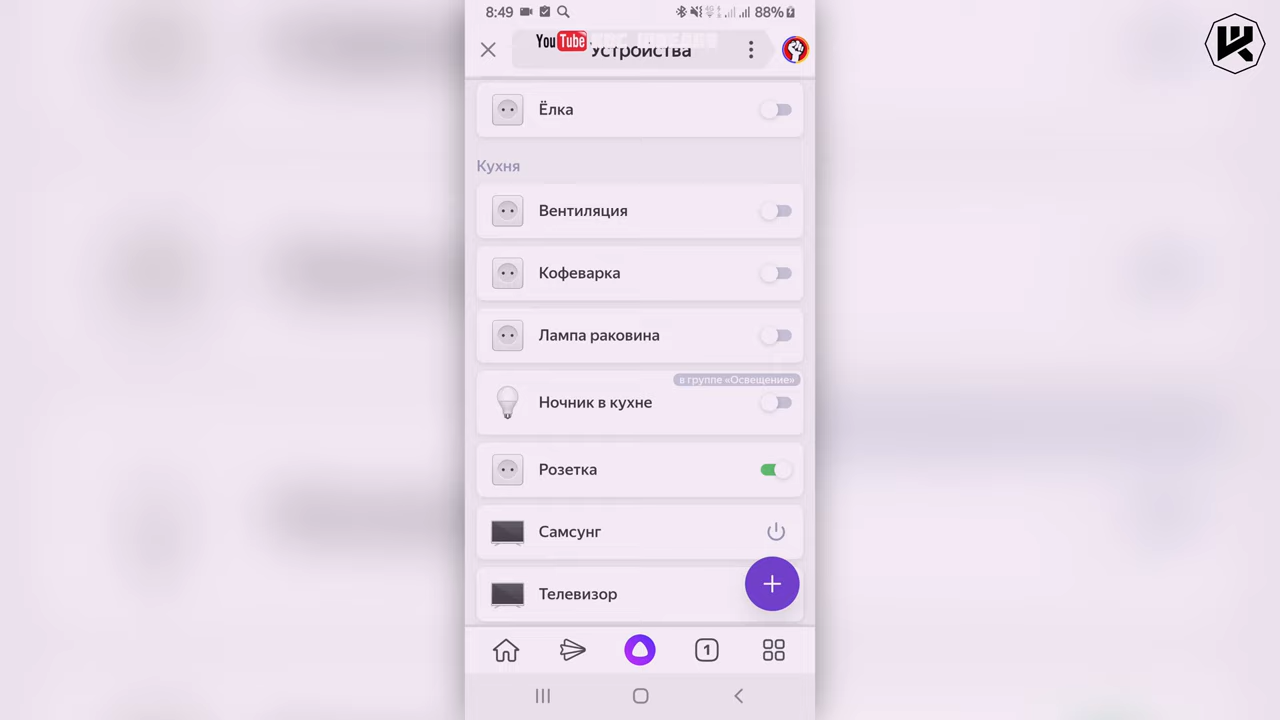 8:49
88%
YouTube
Устройства
Ёлка
Кухня
Вентиляция
Кофеварка
Лампа раковина
в группе «Освещение»
Ночник в кухне
Розетка
Самсунг
Телевизор
1